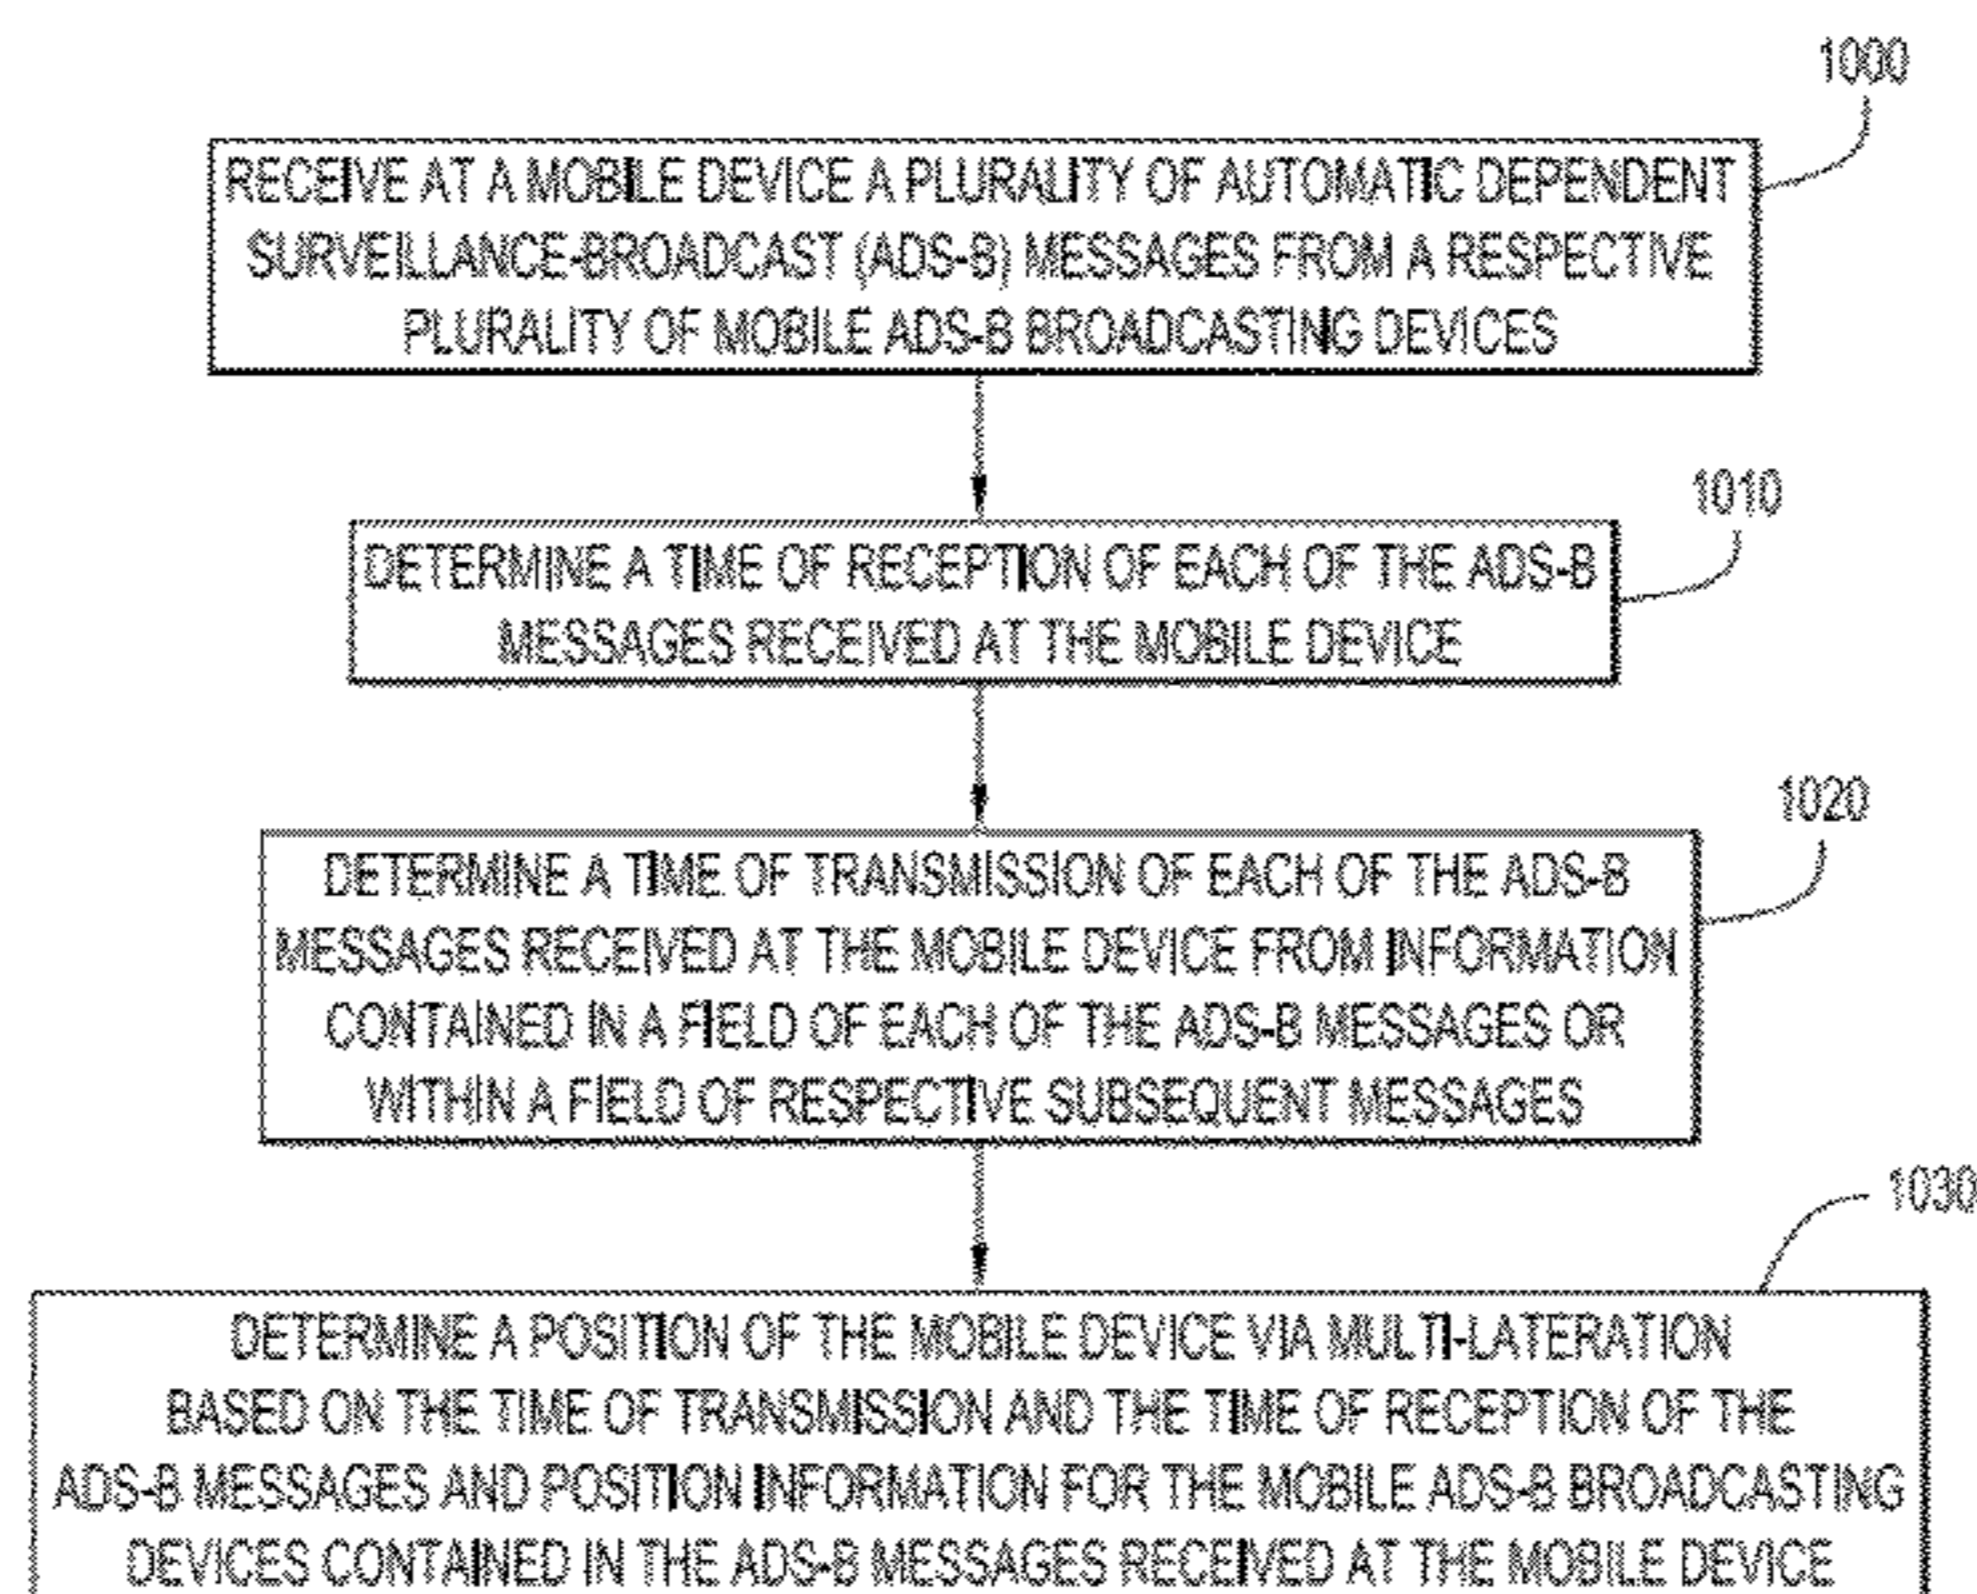 1000
RECEIVE AT A MOBILE DEVICE A PLURALITY OF AUTOMATIC DEPENDENT
SURVEILLANCE-BROADCAST (ADS-B) MESSAGES FROM A RESPECTIVE
PLURALITY OF MOBILE ADS-B BROADCASTING DEVICES
1010
DETERMINE A TIME OF RECEPTION OF EACH OF THE ADS-B
MESSAGES RECEIVED AT THE MOBILE DEVICE
1020
DETERMINE A TIME OF TRANSMISSION OF EACH OF THE ADS-B
MESSAGES RECEIVED AT THE MOBILE DEVICE FROM INFORMATION
CONTAINED IN A FIELD OF EACH OF THE ADS-B MESSAGES OR
WITHIN A FIELD OF RESPECTIVE SUBSEQUENT MESSAGES
1030
DETERMINE A POSITION OF THE MOBILE DEVICE VIA MULTI-LATERATION
BASED ON THE TIME OF TRANSMISSION AND THE TIME OF RECEPTION OF THE
ADS-B MESSAGES AND POSITION INFORMATION FOR THE MOBILE ADS-B BROADCASTING
DEVICES CONTAINED IN THE ADS-B MESSAGES RECEIVED AT THE MOBILE DEVICE